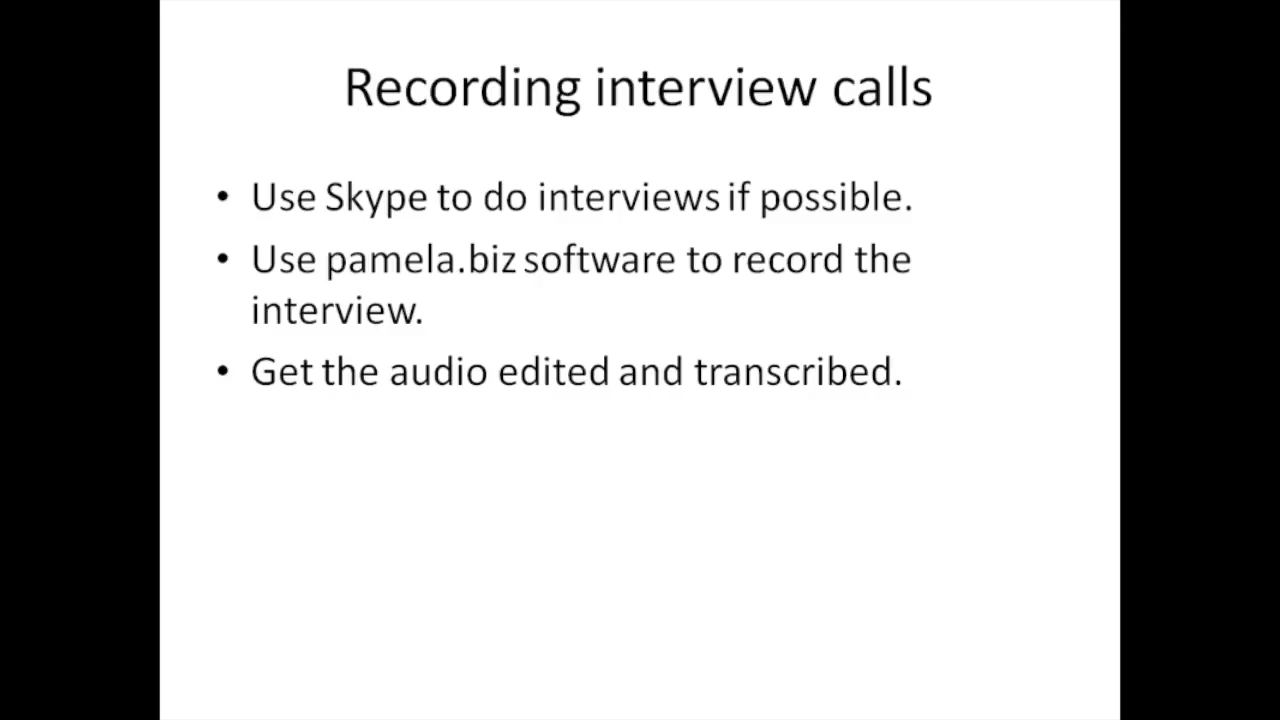 Recording interview calls
• Use Skype to do interviews if possible.
• Use pamela.biz software to record the
interview.
• Get the audio edited and transcribed.